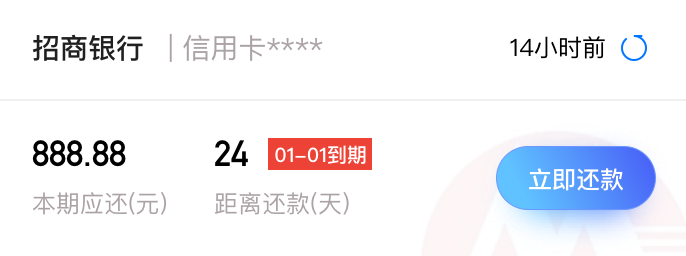 招商银行 | 信用卡**** 14小时前
888.88 24 01-01到期
立即还款
本期应还(元) 距离还款(天)